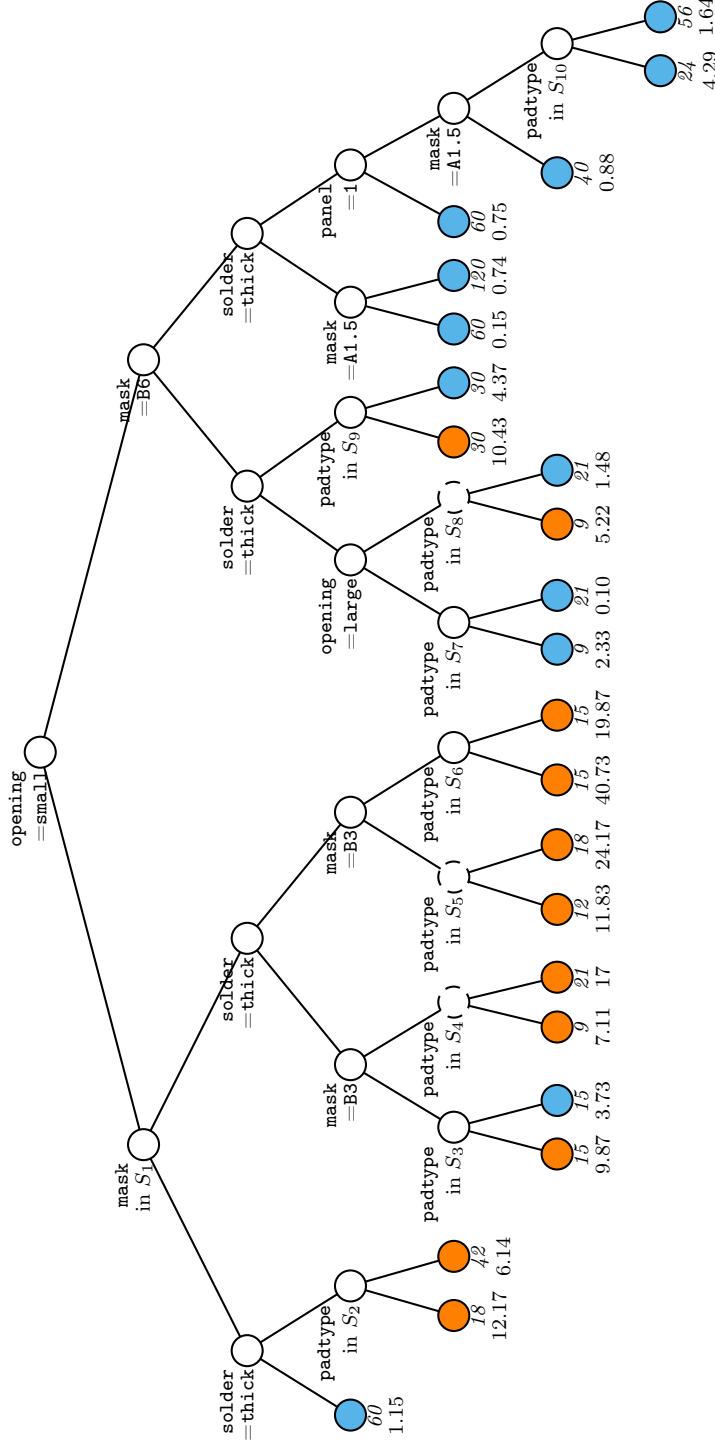 opening
=small
mask
in S₁
mask
=B6
solder
=thick
solder
=thick
solder
=thick
solder
=thick
60
1.15
padtype
in S₂
mask
=B3
mask
=B3
opening
=large
padtype
in S₉
mask
=A1.5
panel
=1
18
12.17
42
6.14
padtype
in S₃
padtype
in S₄
padtype
in S₅
padtype
in S₆
padtype
in S₇
padtype
in S₈
30
10.43
30
4.37
60
0.15
120
0.74
60
0.75
mask
=A1.5
15
9.87
15
3.73
9
7.11
21
17
12
11.83
18
24.17
15
40.73
15
19.87
9
2.33
21
0.10
9
5.22
21
1.48
40
0.88
padtype
in S₁₀
24
4.29
56
1.64